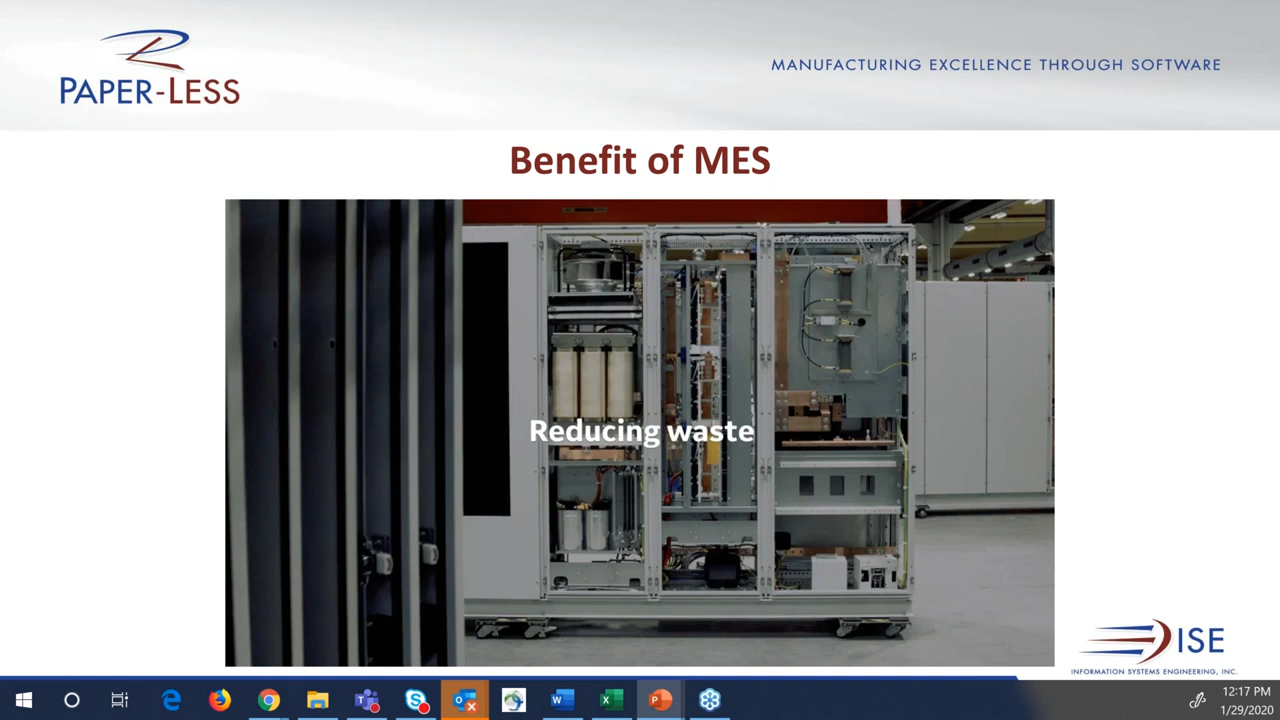 PAPER-LESS
MANUFACTURING EXCELLENCE THROUGH SOFTWARE
Benefit of MES
Reducing waste
ISE
INFORMATION SYSTEMS ENGINEERING, INC.
12:17 PM
1/29/2020